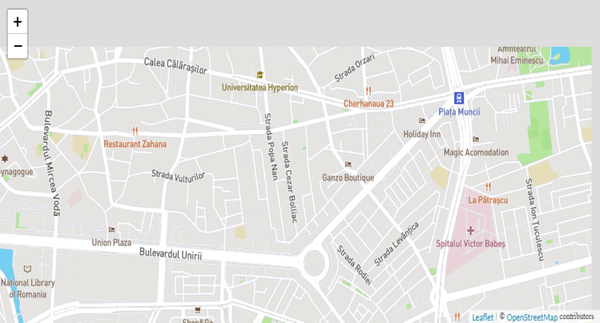 +
−
Amfiteatrul
Mihai Eminescu
Calea Călărașilor
Strada Orzari
Universitatea Hyperion
Cherhanaua 23
Piața Muncii
Bulevardul Mircea Vodă
Restaurant Zahana
Strada Popa Nan
Strada Cezar Bolliac
Holiday Inn
Magic Acomodation
Synagogue
Strada Vulturilor
Ganzo Boutique
La Pătrașcu
Strada Ion Țuculescu
Union Plaza
Bulevardul Unirii
Strada Rodiei
Strada Levănțica
Spitalul Victor Babeș
National Library
of Romania
Shop&Go
Leaflet | © OpenStreetMap contributors